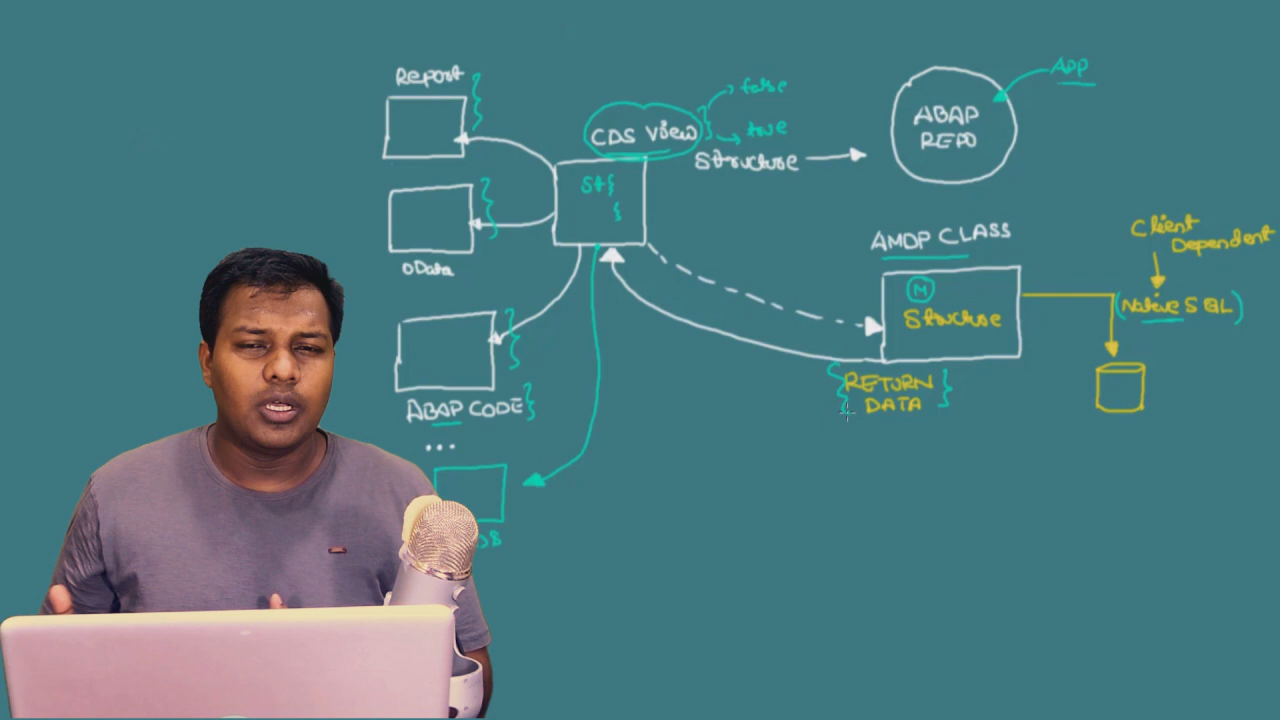 Report
false
CDS View
true
Structure
ABAP
REPO
APP
St{
}
oData
AMDP CLASS
M
Structure
Client
Dependent
(Native SQL)
{RETURN
DATA}
ABAP CODE
...